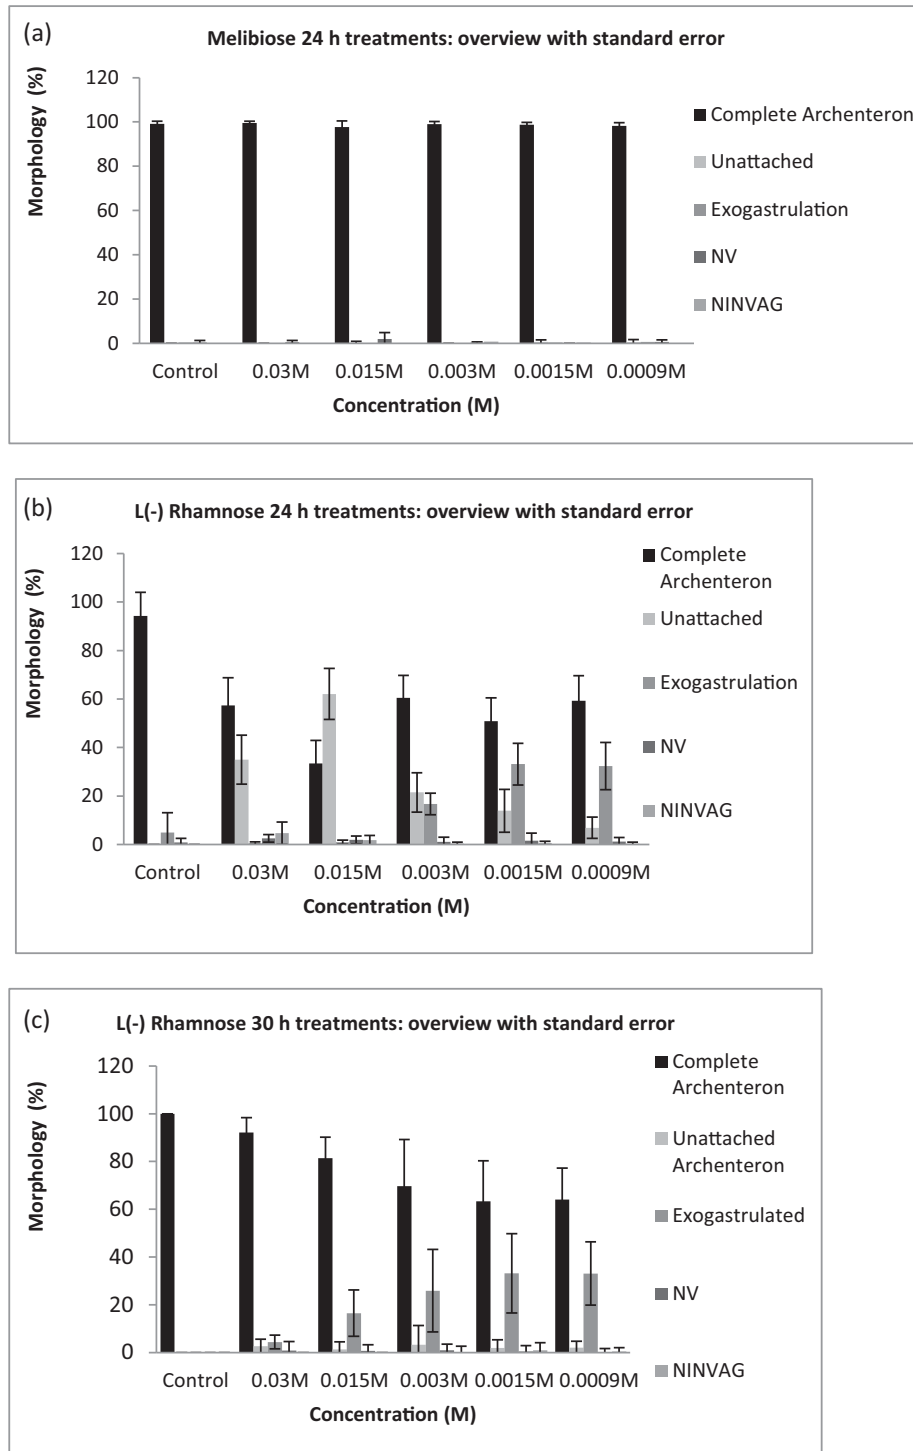 (a)
Melibiose 24 h treatments: overview with standard error
Morphology (%)
120
100
80
60
40
20
0
Control 0.03M 0.015M 0.003M 0.0015M 0.0009M
Concentration (M)
Complete Archenteron
Unattached
Exogastrulation
NV
NINVAG
(b)
L(-) Rhamnose 24 h treatments: overview with standard error
Morphology (%)
120
100
80
60
40
20
0
Control 0.03M 0.015M 0.003M 0.0015M 0.0009M
Concentration (M)
Complete
Archenteron
Unattached
Exogastrulation
NV
NINVAG
(c)
L(-) Rhamnose 30 h treatments: overview with standard error
Morphology (%)
120
100
80
60
40
20
0
Control 0.03M 0.015M 0.003M 0.0015M 0.0009M
Concentration (M)
Complete
Archenteron
Unattached
Archenteron
Exogastrulated
NV
NINVAG